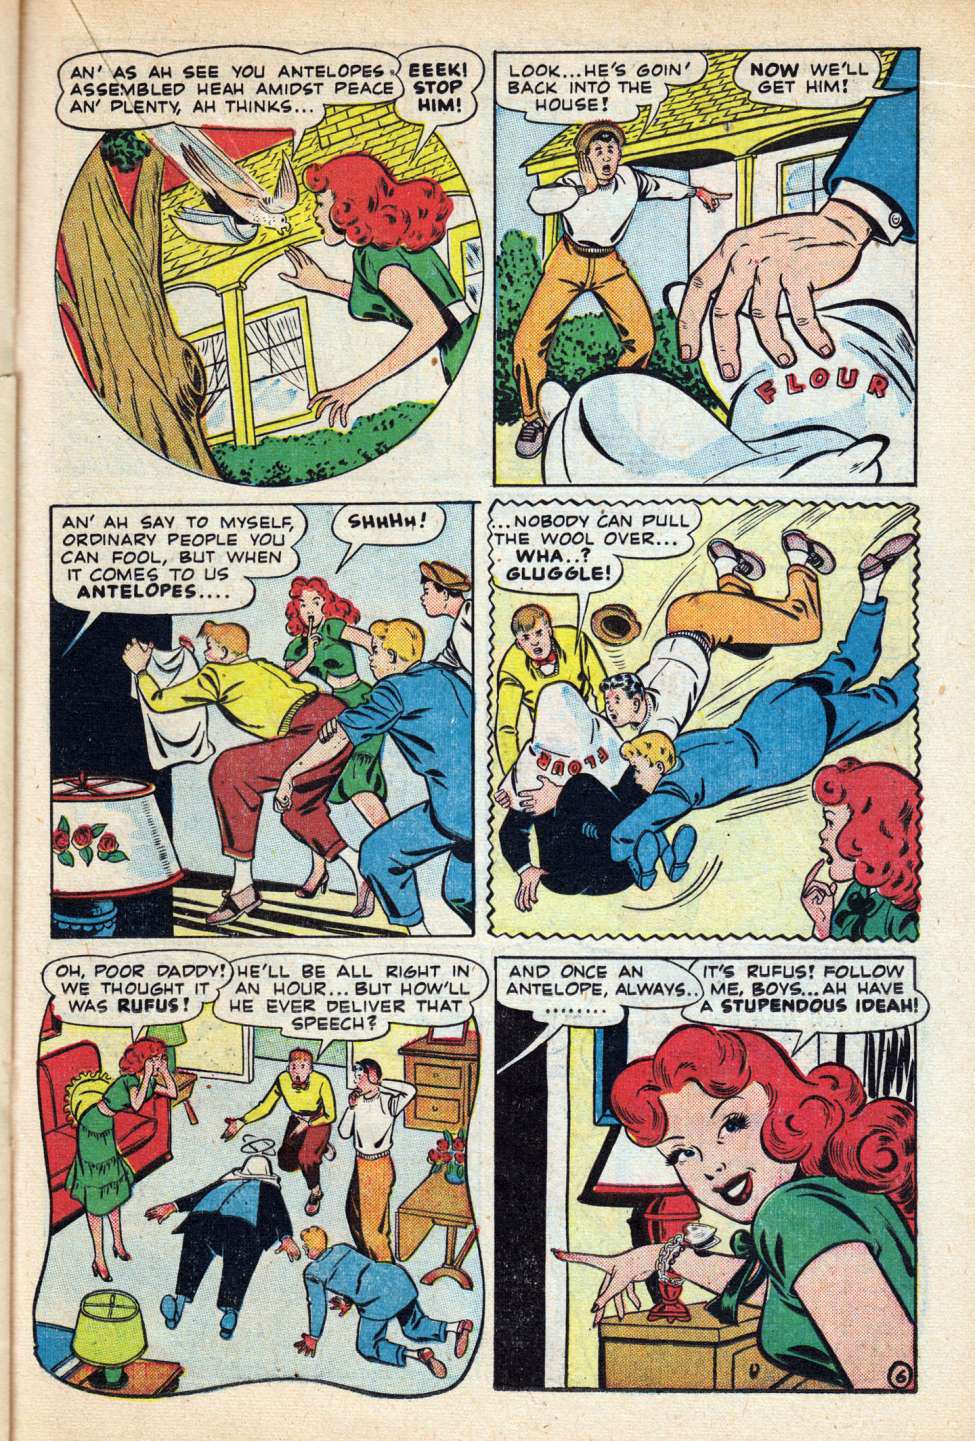 AN' AS AH SEE YOU ANTELOPES
ASSEMBLED HEAH AMIDST PEACE
AN' PLENTY, AH THINKS...
EEEK!
STOP
HIM!
LOOK...HE'S GOIN'
BACK INTO THE
HOUSE!
NOW WE'LL
GET HIM!
FLOUR
AN' AH SAY TO MYSELF,
ORDINARY PEOPLE YOU
CAN FOOL, BUT WHEN
IT COMES TO US
ANTELOPES....
SHHHH!
...NOBODY CAN PULL
THE WOOL OVER...
WHA..?
GLUGGLE!
FLOUR
OH, POOR DADDY!
WE THOUGHT IT
WAS RUFUS!
HE'LL BE ALL RIGHT IN
AN HOUR...BUT HOW'LL
HE EVER DELIVER THAT
SPEECH?
AND ONCE AN
ANTELOPE, ALWAYS..
........
IT'S RUFUS! FOLLOW
ME, BOYS...AH HAVE
A STUPENDOUS IDEAH!
6